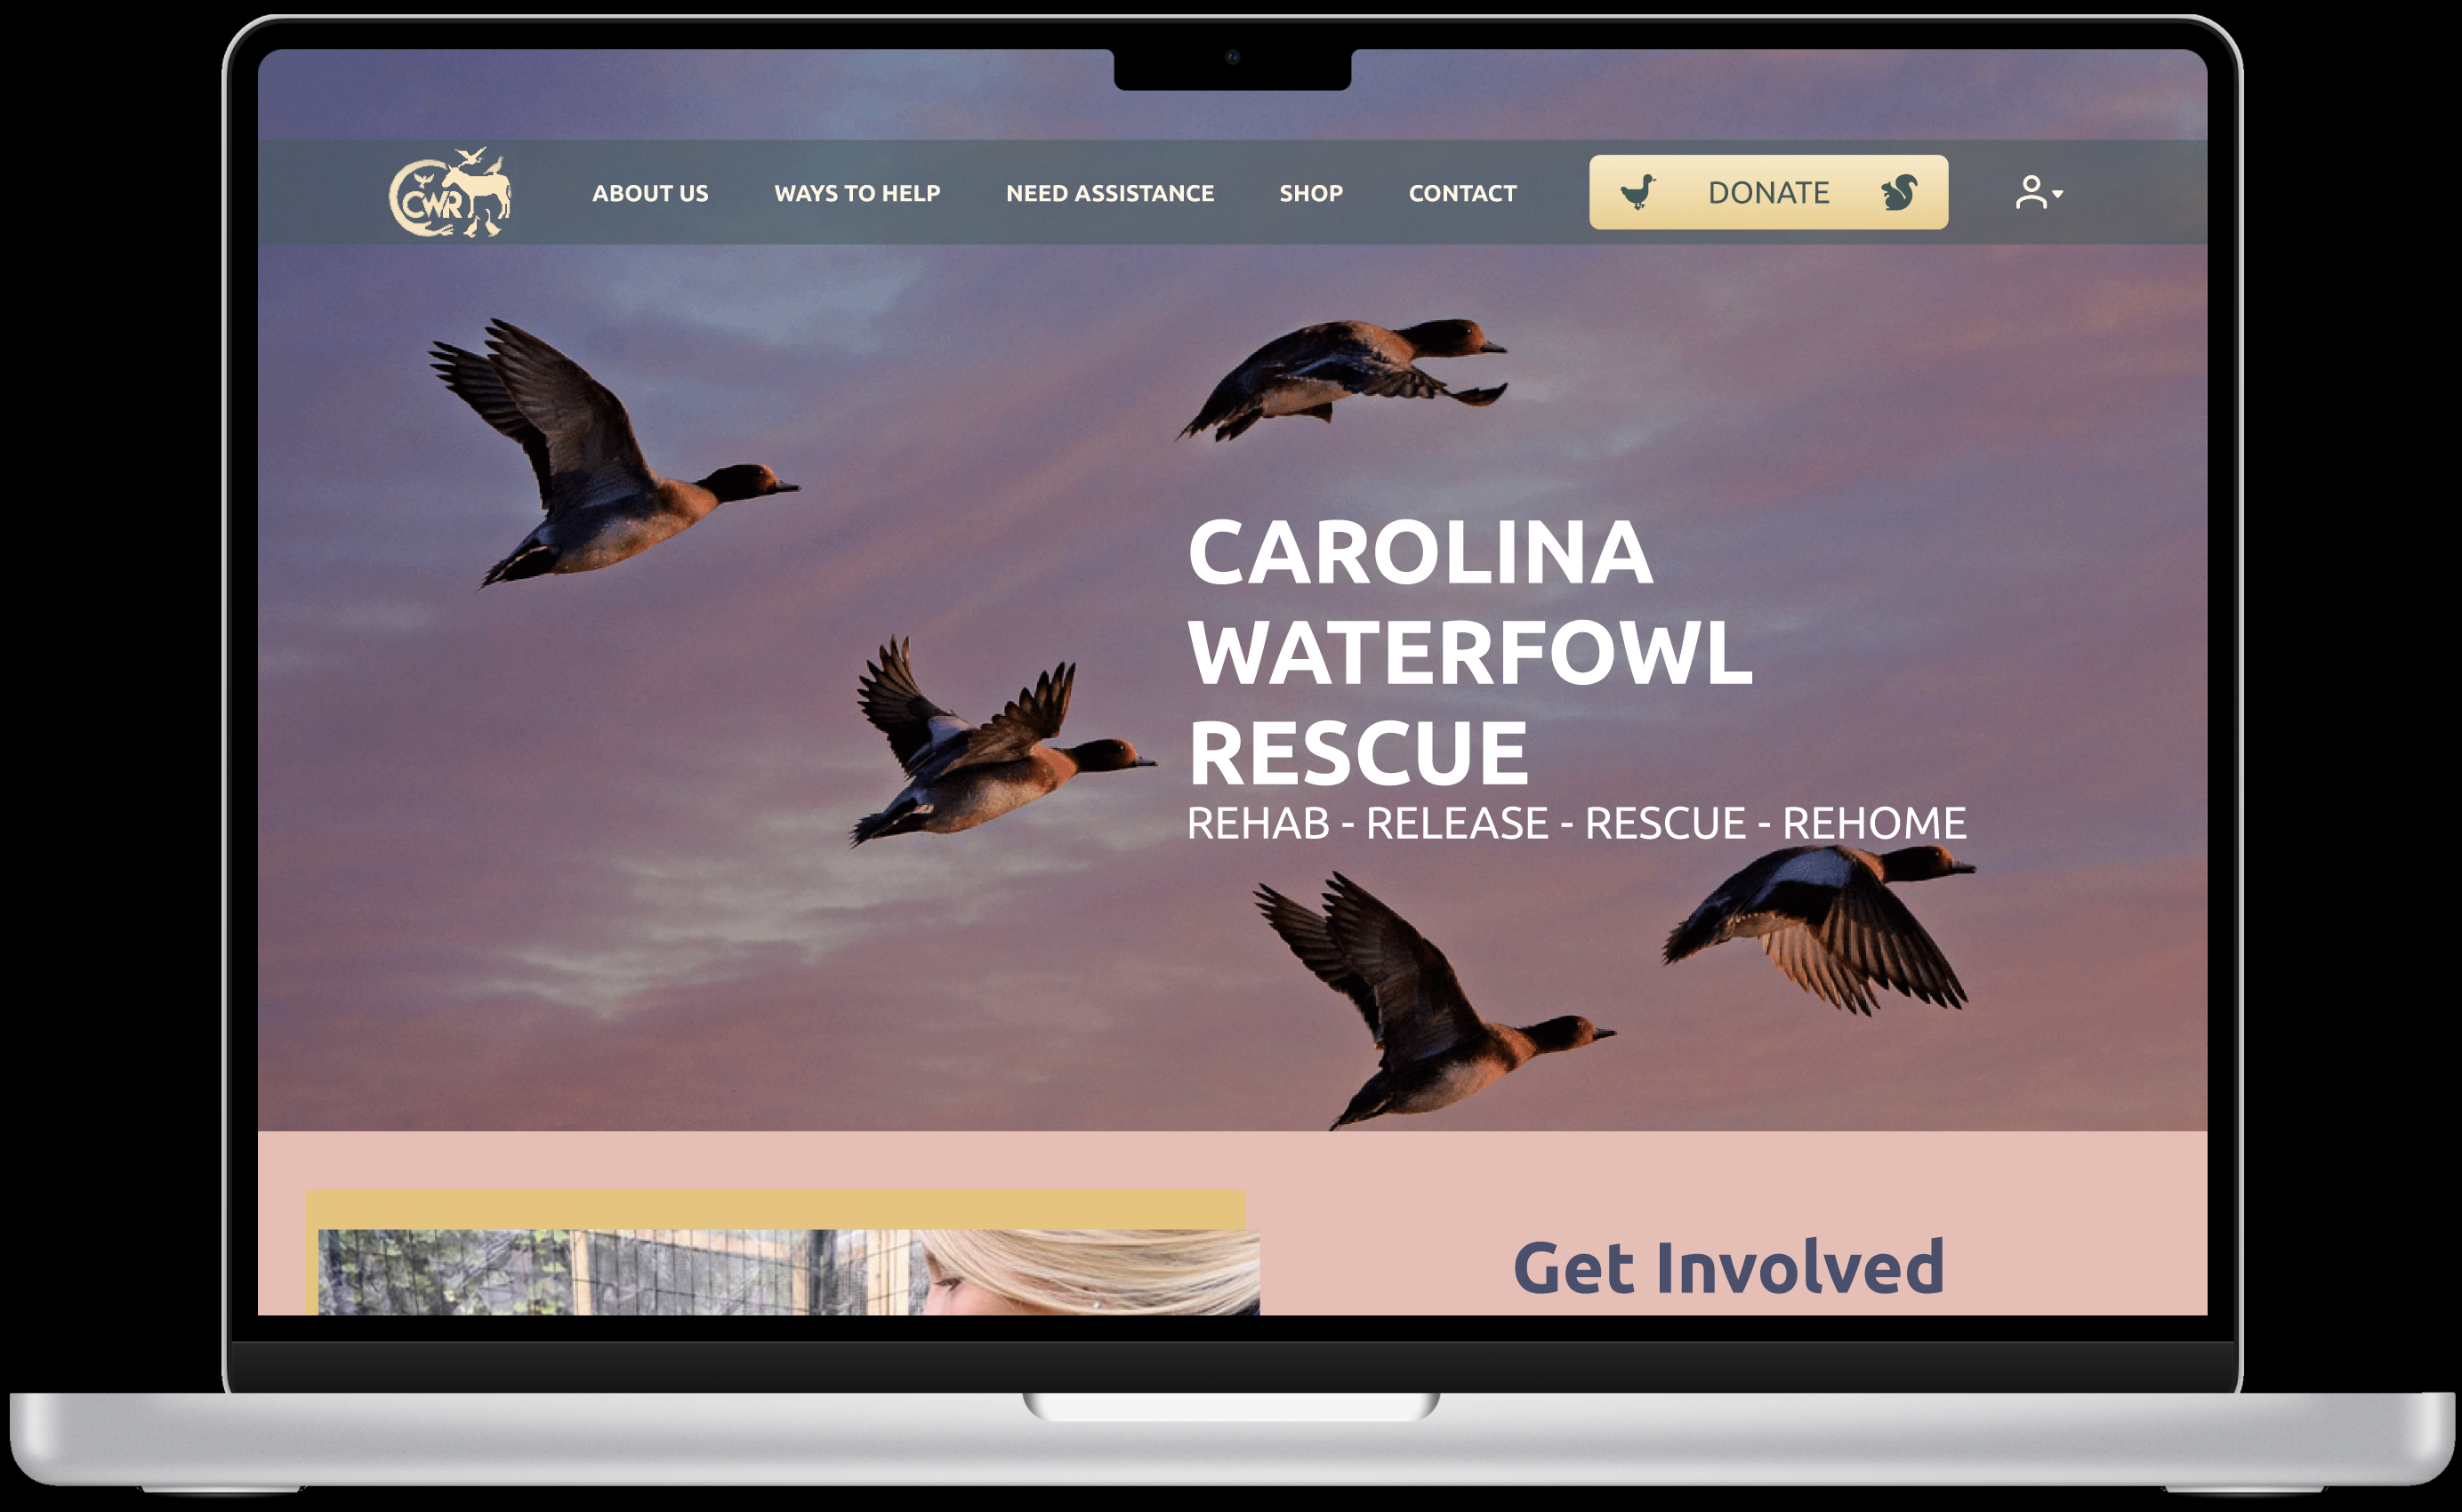 CWR
ABOUT US
WAYS TO HELP
NEED ASSISTANCE
SHOP
CONTACT
DONATE
CAROLINA
WATERFOWL
RESCUE
REHAB - RELEASE - RESCUE - REHOME
Get Involved